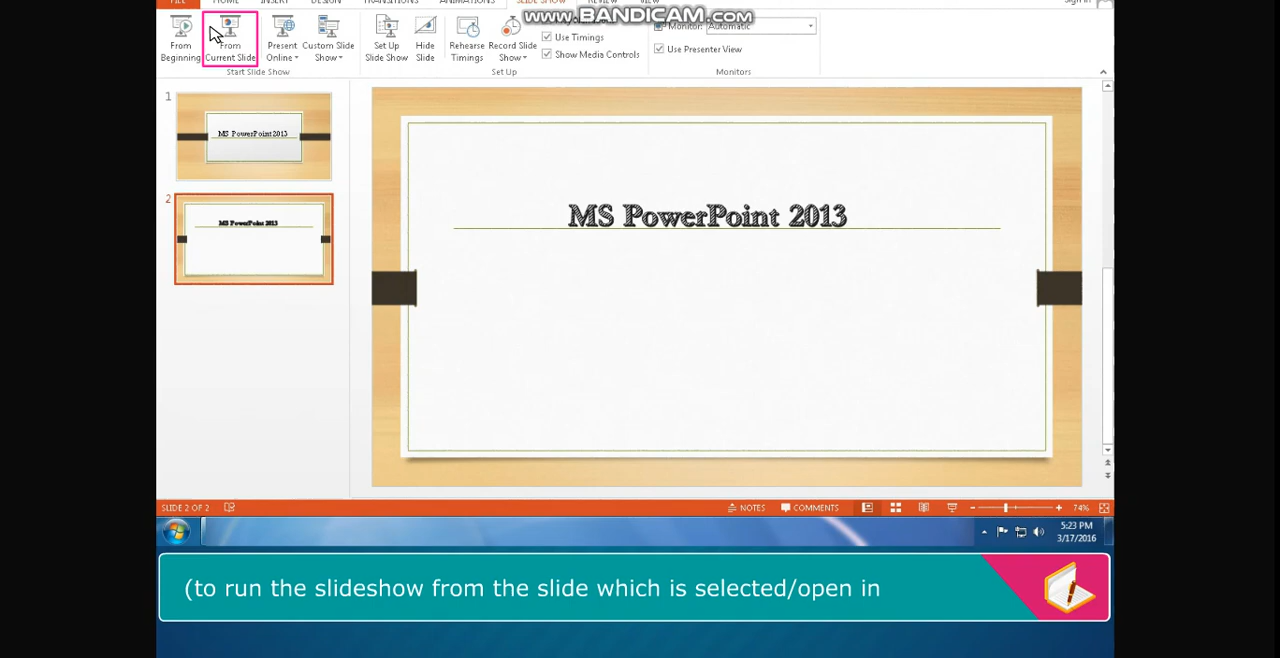 FILE HOME INSERT DESIGN TRANSITIONS ANIMATIONS SLIDE SHOW REVIEW VIEW Sign in
www.BANDICAM.com
From Beginning
From Current Slide
Present Online
Custom Slide Show
Set Up Slide Show
Hide Slide
Rehearse Timings
Record Slide Show
Use Timings
Show Media Controls
Monitor: Automatic
Use Presenter View
Start Slide Show
Set Up
Monitors
1
MS PowerPoint 2013
2
MS PowerPoint 2013
MS PowerPoint 2013
SLIDE 2 OF 2
NOTES COMMENTS 74%
5:23 PM
3/17/2016
(to run the slideshow from the slide which is selected/open in